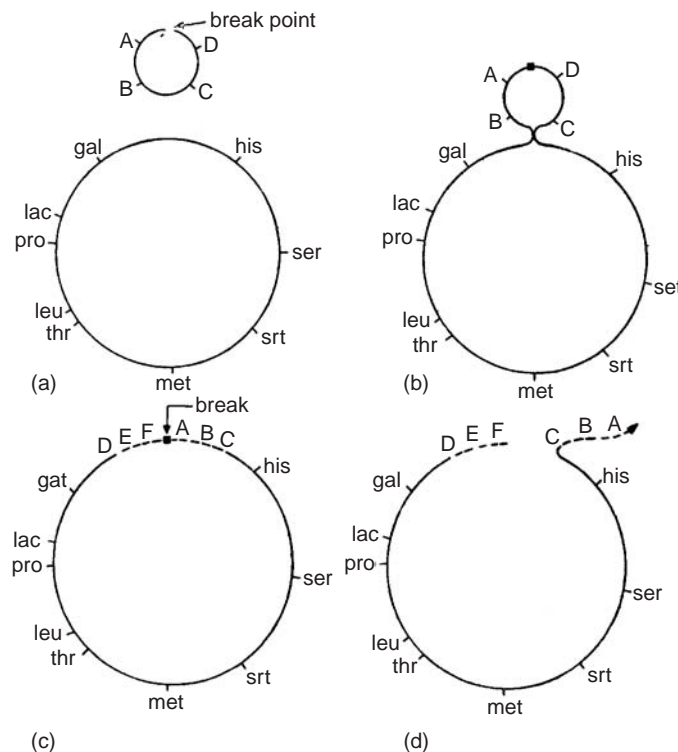 break point
A
D
B
C
gal
his
lac
pro
ser
leu
thr
srt
met
(a)
A
D
B
C
gal
his
lac
pro
set
leu
thr
srt
met
(b)
break
D E F A B C
gat
his
lac
pro
ser
leu
thr
srt
met
(c)
D E F C B A
gal
his
lac
pro
ser
leu
thr
srt
met
(d)